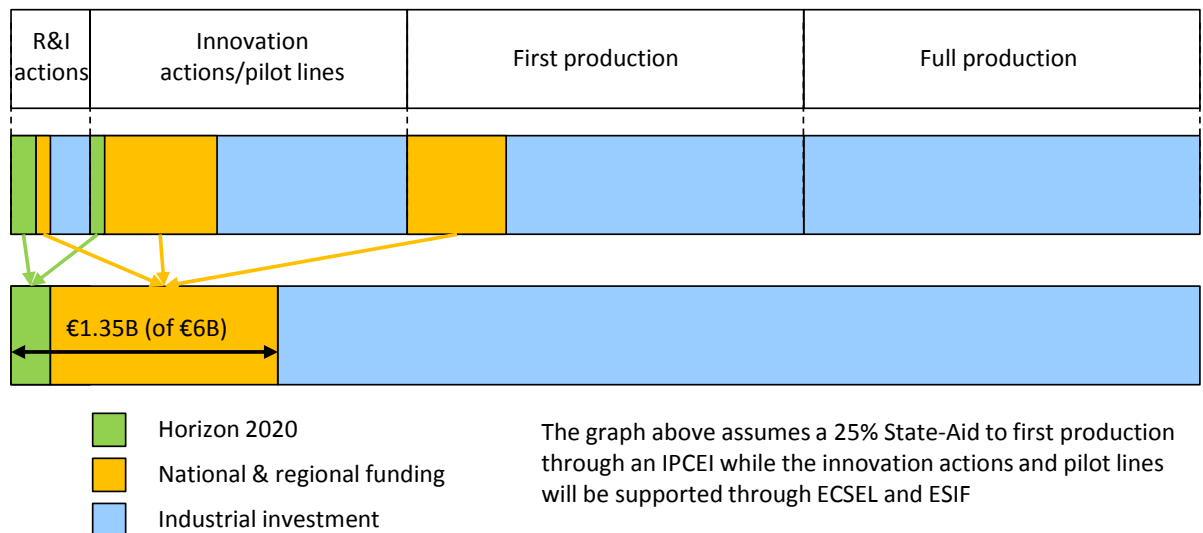 R&I
actions
Innovation
actions/pilot lines
First production
Full production
€1.35B (of €6B)
Horizon 2020
National & regional funding
Industrial investment
The graph above assumes a 25% State-Aid to first production
through an IPCEI while the innovation actions and pilot lines
will be supported through ECSEL and ESIF